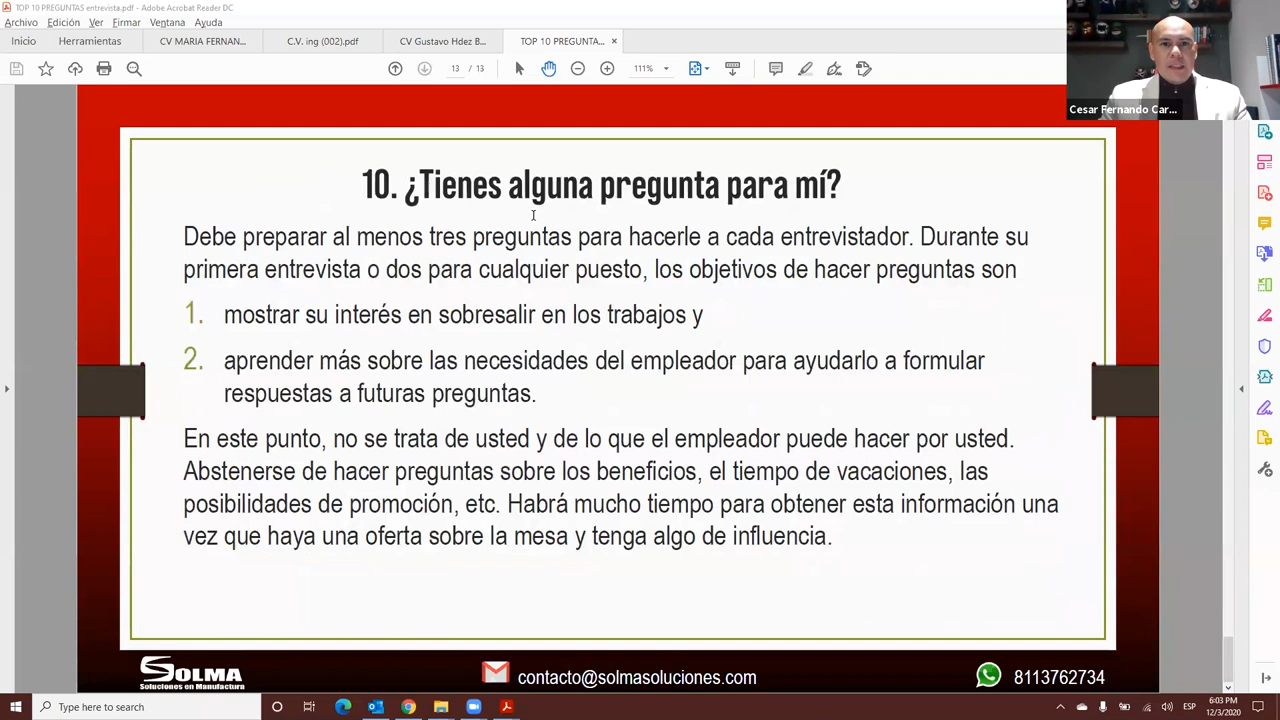 TOP 10 PREGUNTAS entrevista.pdf - Adobe Acrobat Reader DC
Archivo Edición Ver Firmar Ventana Ayuda
Inicio Herramientas CV MARIA FERNAN... C.V. ing (002).pdf CV Gustavo Hdez B... TOP 10 PREGUNTA... ×
13 / 13 111%
Cesar Fernando Car...
10. ¿Tienes alguna pregunta para mí?
Debe preparar al menos tres preguntas para hacerle a cada entrevistador. Durante su
primera entrevista o dos para cualquier puesto, los objetivos de hacer preguntas son
1. mostrar su interés en sobresalir en los trabajos y
2. aprender más sobre las necesidades del empleador para ayudarlo a formular
respuestas a futuras preguntas.
En este punto, no se trata de usted y de lo que el empleador puede hacer por usted.
Abstenerse de hacer preguntas sobre los beneficios, el tiempo de vacaciones, las
posibilidades de promoción, etc. Habrá mucho tiempo para obtener esta información una
vez que haya una oferta sobre la mesa y tenga algo de influencia.
SOLMA
Soluciones en Manufactura
contacto@solmasoluciones.com
8113762734
Type here to search
ESP
6:03 PM
12/3/2020